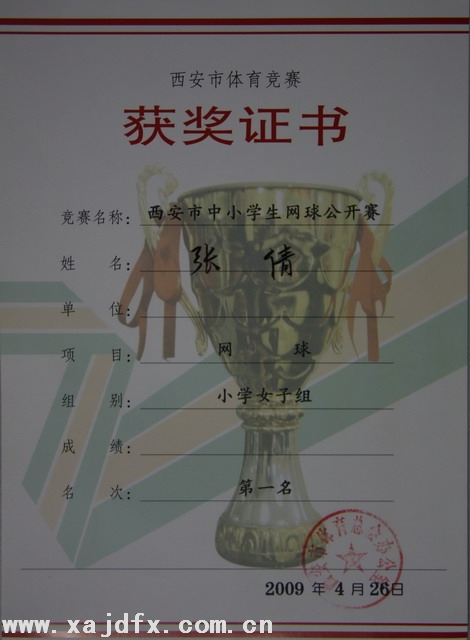 西安市体育竞赛
获奖证书
竞赛名称: 西安市中小学生网球公开赛
姓 名: 张 倩
单 位:
项 目: 网 球
组 别: 小学女子组
成 绩:
名 次: 第一名
2009 年 4 月 26日
www.xajdfx.com.cn